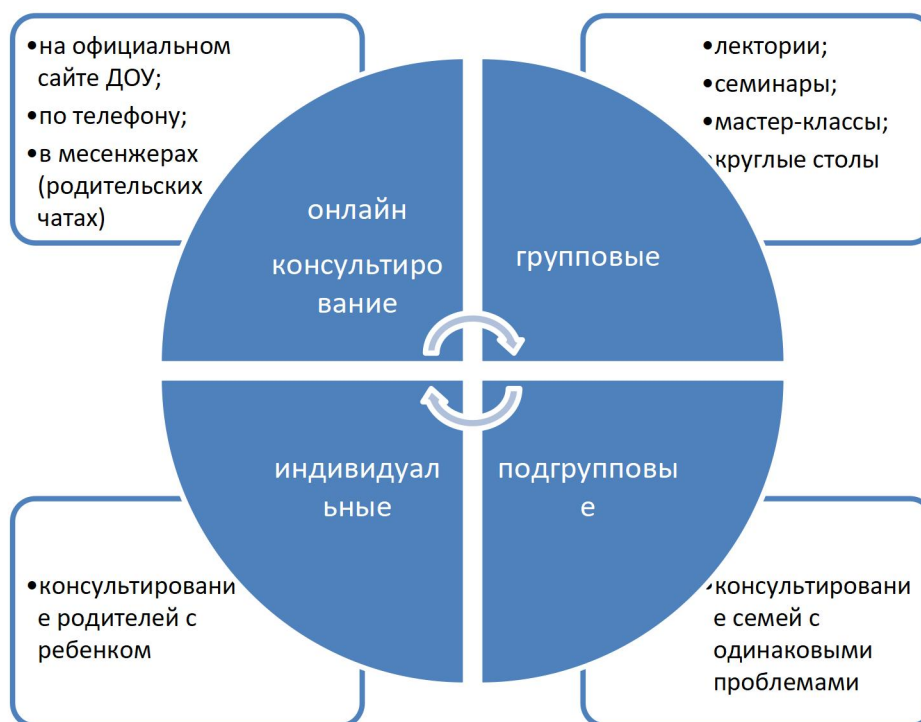 •на официальном
сайте ДОУ;
•по телефону;
•в месенжерах
(родительских
чатах)
•лектории;
•семинары;
•мастер-классы;
•круглые столы
онлайн
консультиро
вание
групповые
индивидуал
ьные
подгрупповы
е
•консультировани
е родителей с
ребенком
•консультировани
е семей с
одинаковыми
проблемами